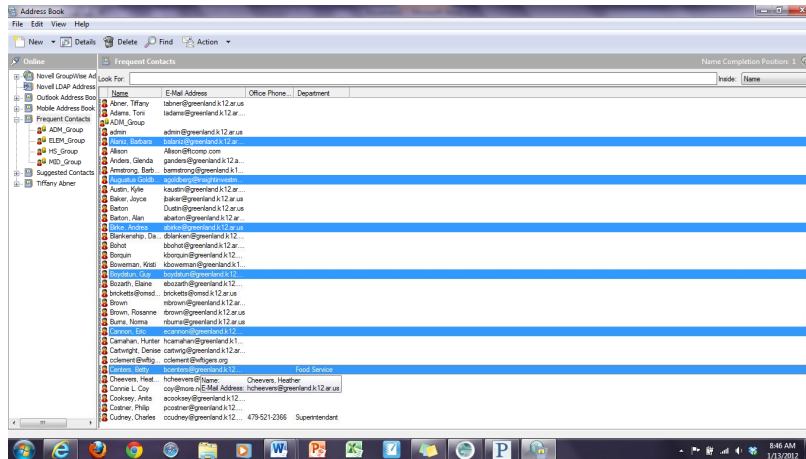 Address Book
File Edit View Help
New Details Delete Find Action
Online
Frequent Contacts
Name Completion Position: 1
Novell GroupWise Ad
Novell LDAP Address
Outlook Address Boo
Mobile Address Book
Frequent Contacts
ADM_Group
ELEM_Group
HS_Group
MID_Group
Suggested Contacts
Tiffany Abner
Look For:
Inside: Name
Name E-Mail Address Office Phone... Department
Abner, Tiffany tabner@greenland.k12.ar.us
Adams, Toni tadams@greenland.k12.ar....
ADM_Group
admin admin@greenland.k12.ar.us
Alaniz, Barbara balaniz@greenland.k12.ar....
Allison Allison@fticomp.com
Anders, Glenda ganders@greenland.k12.a...
Armstrong, Barb... barmstrong@greenland.k1...
Augustus Goldb... agoldberg@insightinvestm...
Austin, Kylie kaustin@greenland.k12.ar....
Baker, Joyce jbaker@greenland.k12.ar.us
Barton Dustin@greenland.k12.ar.us
Barton, Alan abarton@greenland.k12.ar...
Birke, Andrea abirke@greenland.k12.ar.us
Blankenship, Da... dblanken@greenland.k12....
Bohot bbohot@greenland.k12.ar....
Borquin kborquin@greenland.k12....
Bowerman, Kristi kbowerman@greenland.k1...
Boydstun, Guy boydstun@greenland.k12....
Bozarth, Elaine ebozarth@greenland.k12....
bricketts@omsd... bricketts@omsd.k12.ar.us
Brown mbrown@greenland.k12.ar...
Brown, Rosanne rbrown@greenland.k12.ar.us
Burns, Norma nburns@greenland.k12.ar.us
Cannon, Eric ecannon@greenland.k12....
Carnahan, Hunter hcarnahan@greenland.k1...
Cartwright, Denise cartwrig@greenland.k12.ar...
cclement@wftig... cclement@wftigers.org
Centers, Betty bcenters@greenland.k12.... Food Service
Cheevers, Heat... hcheevers@
Name: Cheevers, Heather
E-Mail Address: hcheevers@greenland.k12.ar.us
Connie L. Coy coy@more.n
Cooksey, Anita acooksey@greenland.k12....
Costner, Philip pcostner@greenland.k12....
Cudney, Charles ccudney@greenland.k12.... 479-521-2366 Superintendant
8:46 AM
1/13/2012